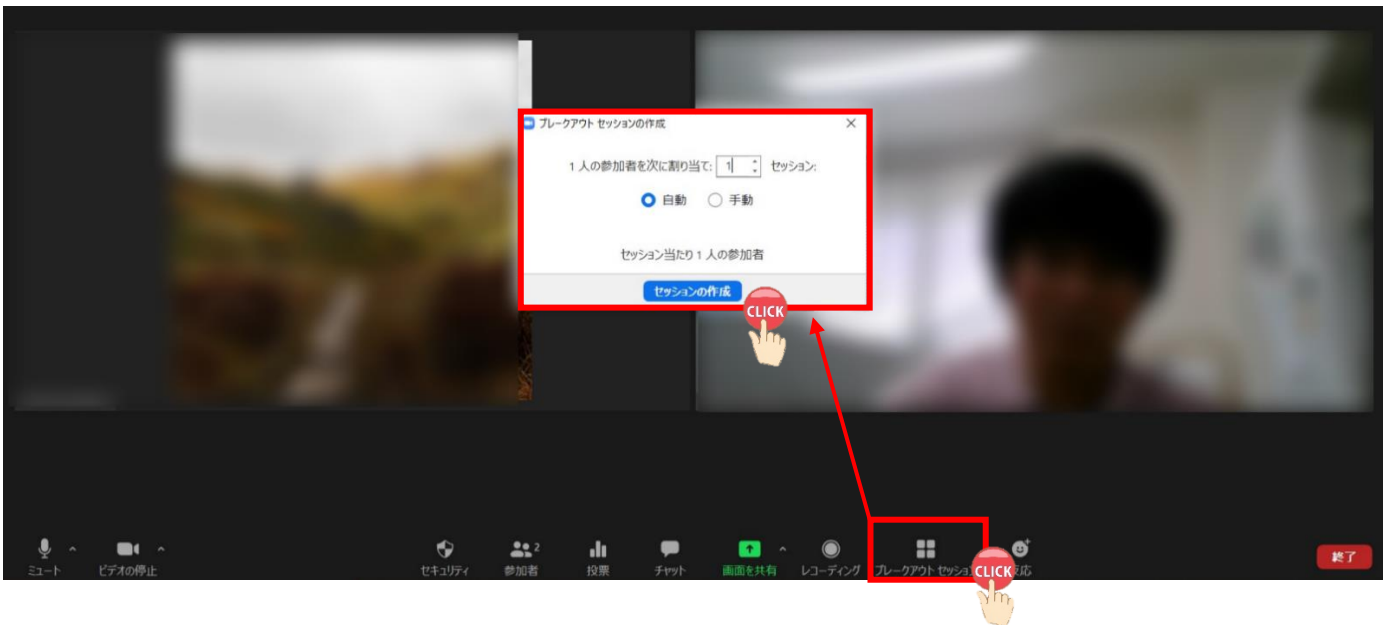 ブレークアウト セッションの作成
1 人の参加者を次に割り当て: 1 セッション:
自動 手動
セッション当たり 1 人の参加者
セッションの作成
CLICK
ミュート ビデオの停止 セキュリティ 参加者 2 投票 チャット 画面を共有 レコーディング ブレークアウト セッション CLICK 反応 終了